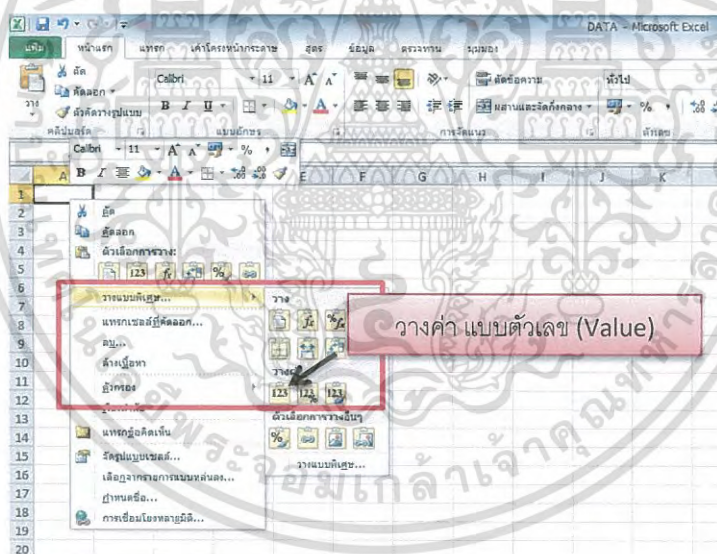 DATA - Microsoft Excel
แฟ้ม หน้าแรก แทรก เค้าโครงหน้ากระดาษ สูตร ข้อมูล ตรวจทาน มุมมอง
ตัด
คัดลอก
ตัวคัดวางรูปแบบ
วาง
Calibri 11
ตัดข้อความ
ผสานและจัดกึ่งกลาง
ทั่วไป
คลิปบอร์ด แบบอักษร การจัดแนว ตัวเลข
Calibri 11
A E F G H I J K
1
2
3
4
5
6
7
8
9
10
11
12
13
14
15
16
17
18
19
20
ตัด
คัดลอก
ตัวเลือกการวาง:
วางแบบพิเศษ...
แทรกเซลล์ที่คัดลอก...
ลบ...
ล้างเนื้อหา
ตัวกรอง
แทรกข้อคิดเห็น
จัดรูปแบบเซลล์...
เลือกจากรายการแบบหล่นลง...
กำหนดชื่อ...
การเชื่อมโยงหลายมิติ...
วาง
ตัวเลือกการวางอื่นๆ
วางแบบพิเศษ...
วางค่า แบบตัวเลข (Value)